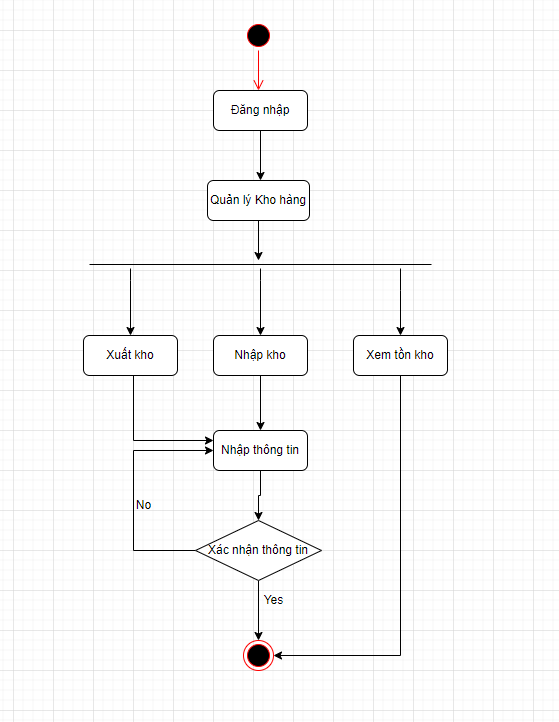 Đăng nhập
Quản lý Kho hàng
Xuất kho
Nhập kho
Xem tồn kho
Nhập thông tin
No
Xác nhận thông tin
Yes